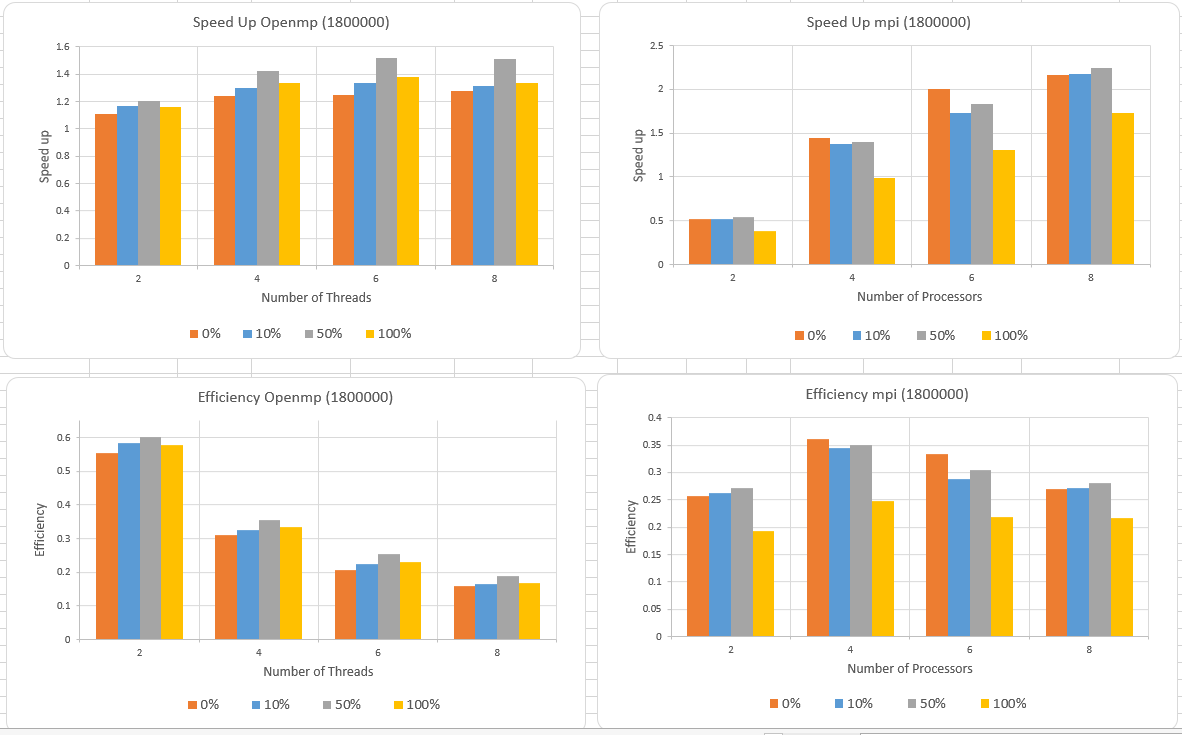 Speed Up Openmp (1800000)
1.6
1.4
1.2
1
0.8
0.6
0.4
0.2
0
Speed up
2 4 6 8
Number of Threads
0% 10% 50% 100%
Speed Up mpi (1800000)
2.5
2
1.5
1
0.5
0
Speed up
2 4 6 8
Number of Processors
0% 10% 50% 100%
Efficiency Openmp (1800000)
0.6
0.5
0.4
0.3
0.2
0.1
0
Efficiency
2 4 6 8
Number of Threads
0% 10% 50% 100%
Efficiency mpi (1800000)
0.4
0.35
0.3
0.25
0.2
0.15
0.1
0.05
0
Efficiency
2 4 6 8
Number of Processors
0% 10% 50% 100%